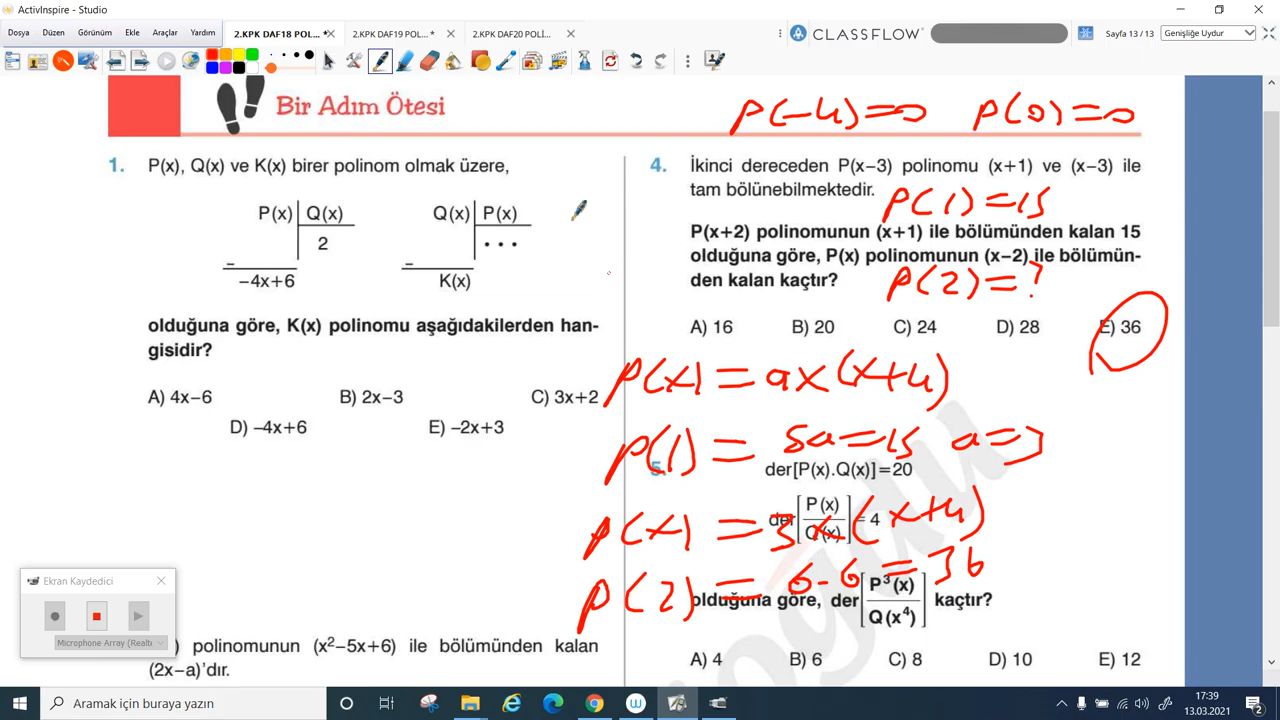 ActivInspire - Studio
Dosya Düzen Görünüm Ekle Araçlar Yardım
2.KPK DAF18 POL... * 2.KPK DAF19 POL... * 2.KPK DAF20 POLİ...
CLASSFLOW
Sayfa 13 / 13
Genişliğe Uydur
Bir Adım Ötesi
P(-4)=0 P(0)=0
1. P(x), Q(x) ve K(x) birer polinom olmak üzere,
P(x) Q(x)
2
-
-4x+6
Q(x) P(x)
...
-
K(x)
olduğuna göre, K(x) polinomu aşağıdakilerden han-
gisidir?
A) 4x-6 B) 2x-3 C) 3x+2
D) -4x+6 E) -2x+3
) polinomunun (x²-5x+6) ile bölümünden kalan
(2x-a)'dır.
4. İkinci dereceden P(x-3) polinomu (x+1) ve (x-3) ile
tam bölünebilmektedir.
P(1)=15
P(x+2) polinomunun (x+1) ile bölümünden kalan 15
olduğuna göre, P(x) polinomunun (x-2) ile bölümün-
den kalan kaçtır?
P(2)=?
A) 16 B) 20 C) 24 D) 28 E) 36
P(x)=ax(x+4)
P(1)= 5a=15 a=3
5.
der[P(x).Q(x)]=20
der[P(x)/Q(x)]=4
P(x)=3x(x+4)
P(2)=6.6=36
olduğuna göre, der[P³(x)/Q(x⁴)] kaçtır?
A) 4 B) 6 C) 8 D) 10 E) 12
Ekran Kaydedici
Microphone Array (Realte
Aramak için buraya yazın
17:39
13.03.2021
2